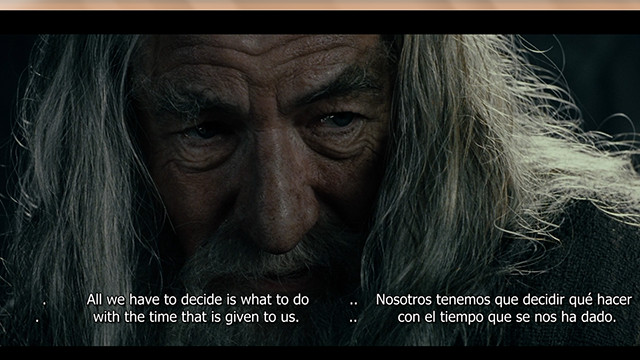 . All we have to decide is what to do
. with the time that is given to us.
.. Nosotros tenemos que decidir qué hacer
.. con el tiempo que se nos ha dado.